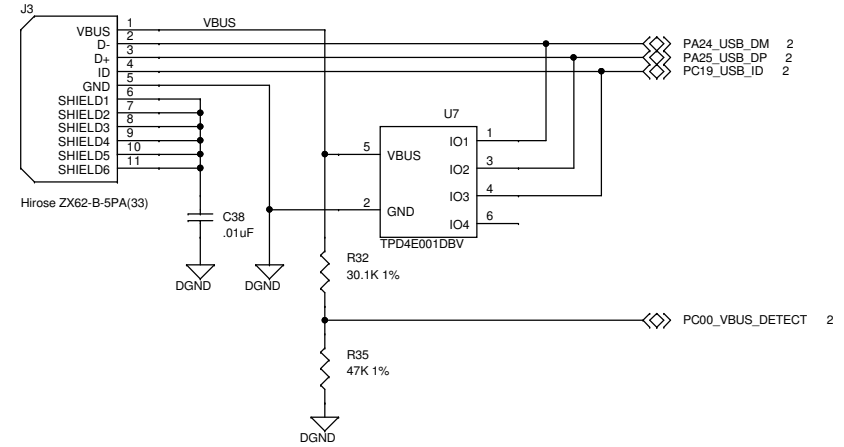 J3
VBUS 1 VBUS
D- 2
D+ 3
ID 4
GND 5
SHIELD1 6
SHIELD2 7
SHIELD3 8
SHIELD4 9
SHIELD5 10
SHIELD6 11
Hirose ZX62-B-5PA(33)
PA24_USB_DM 2
PA25_USB_DP 2
PC19_USB_ID 2
U7
5 VBUS IO1 1
IO2 3
2 GND IO3 4
IO4 6
TPD4E001DBV
C38
.01uF
DGND
DGND
R32
30.1K 1%
PC00_VBUS_DETECT 2
R35
47K 1%
DGND